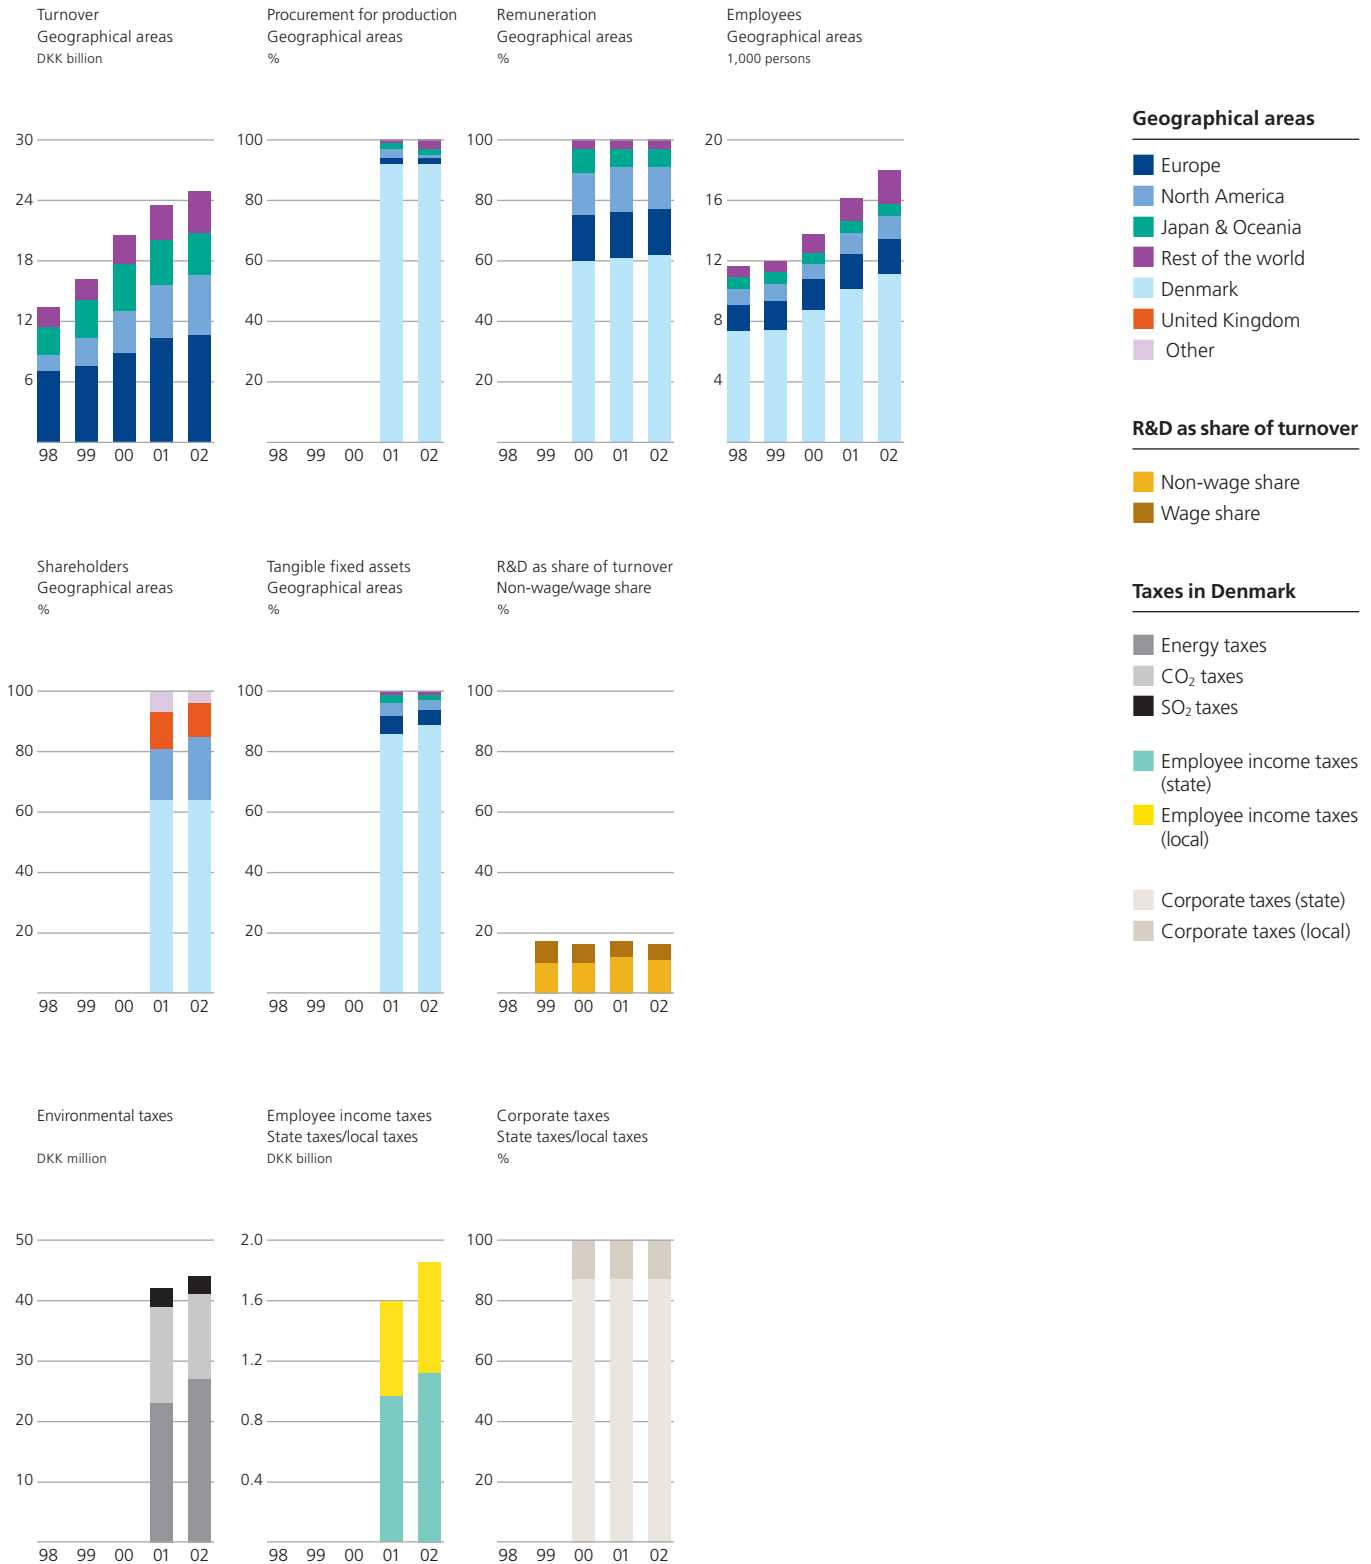 Turnover
Geographical areas
DKK billion
30
24
18
12
6
98 99 00 01 02
Procurement for production
Geographical areas
%
100
80
60
40
20
98 99 00 01 02
Remuneration
Geographical areas
%
100
80
60
40
20
98 99 00 01 02
Employees
Geographical areas
1,000 persons
20
16
12
8
4
98 99 00 01 02
Shareholders
Geographical areas
%
100
80
60
40
20
98 99 00 01 02
Tangible fixed assets
Geographical areas
%
100
80
60
40
20
98 99 00 01 02
R&D as share of turnover
Non-wage/wage share
%
100
80
60
40
20
98 99 00 01 02
Environmental taxes
DKK million
50
40
30
20
10
98 99 00 01 02
Employee income taxes
State taxes/local taxes
DKK billion
2.0
1.6
1.2
0.8
0.4
98 99 00 01 02
Corporate taxes
State taxes/local taxes
%
100
80
60
40
20
98 99 00 01 02
Geographical areas
Europe
North America
Japan & Oceania
Rest of the world
Denmark
United Kingdom
Other
R&D as share of turnover
Non-wage share
Wage share
Taxes in Denmark
Energy taxes
CO₂ taxes
SO₂ taxes
Employee income taxes
(state)
Employee income taxes
(local)
Corporate taxes (state)
Corporate taxes (local)